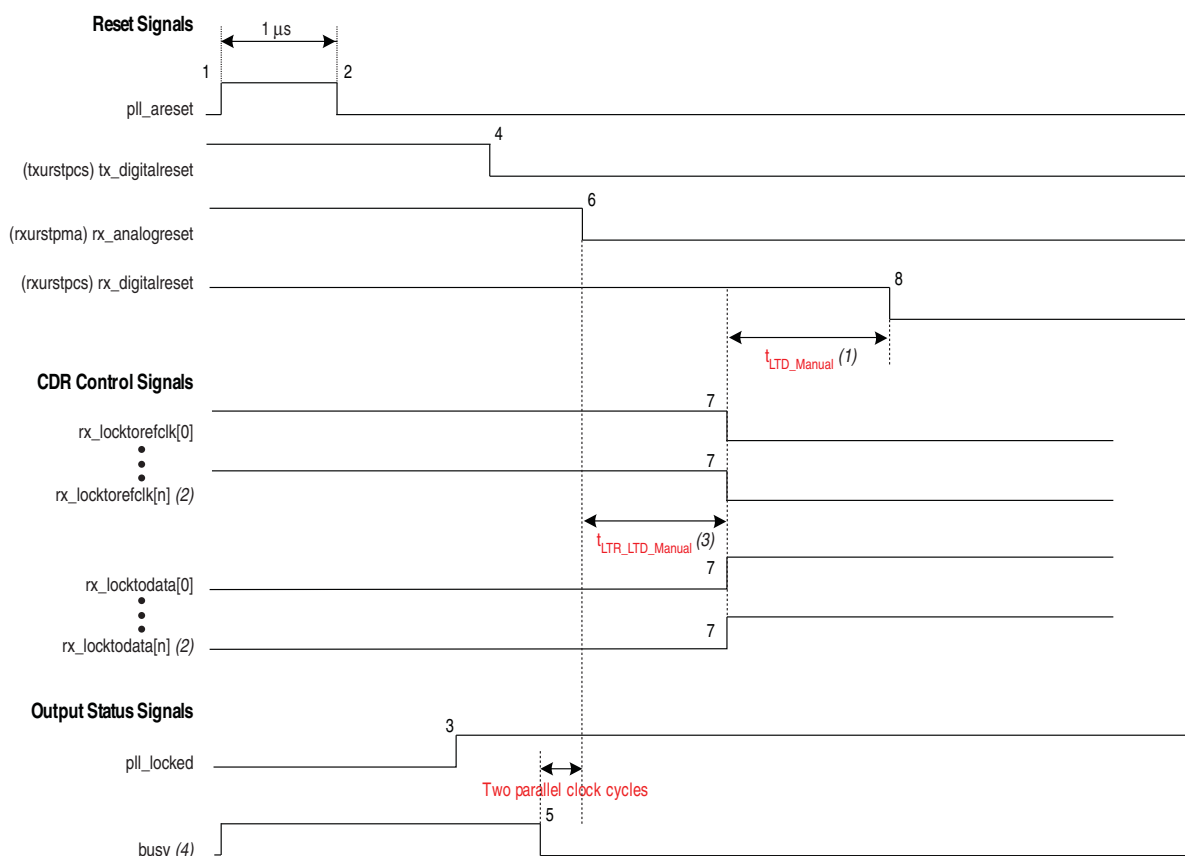 Reset Signals
1 μs
1
2
pll_areset
4
(txurstpcs) tx_digitalreset
6
(rxurstpma) rx_analogreset
(rxurstpcs) rx_digitalreset
8
tLTD_Manual (1)
CDR Control Signals
7
rx_locktorefclk[0]
7
rx_locktorefclk[n] (2)
tLTR_LTD_Manual (3)
7
rx_locktodata[0]
7
rx_locktodata[n] (2)
Output Status Signals
3
pll_locked
Two parallel clock cycles
5
busy (4)